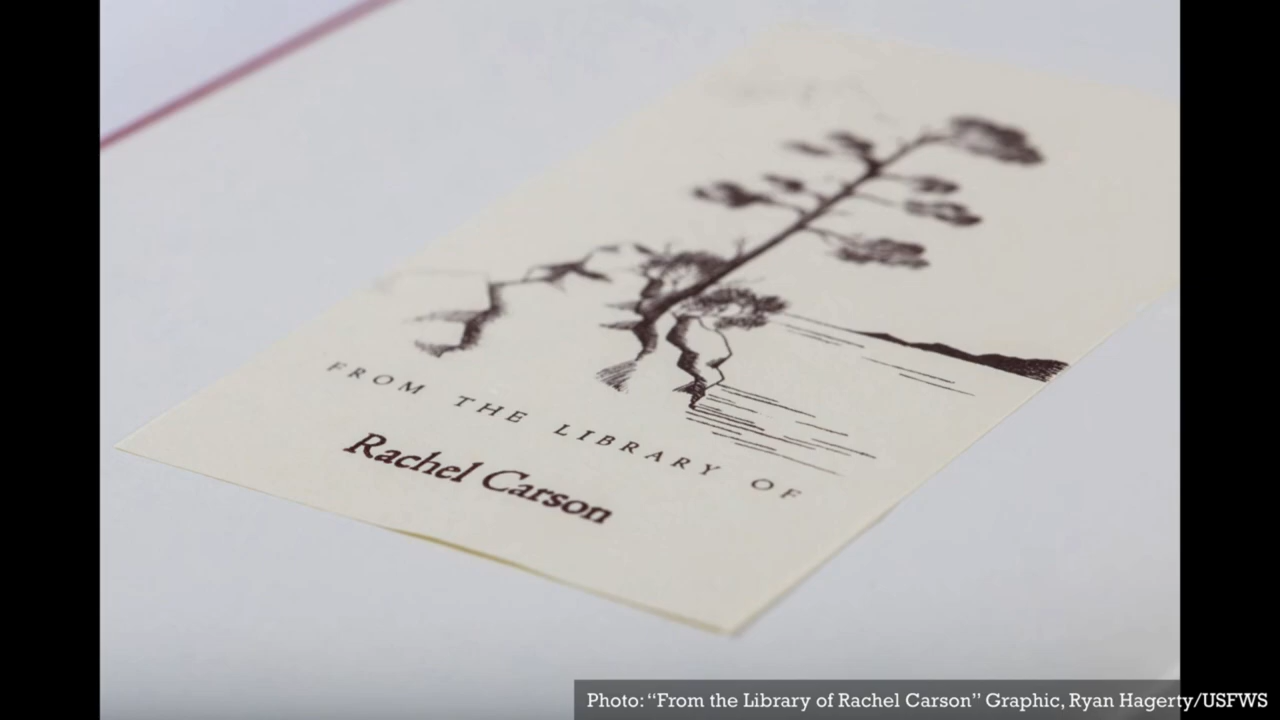 FROM THE LIBRARY OF
Rachel Carson
Photo: “From the Library of Rachel Carson” Graphic, Ryan Hagerty/USFWS